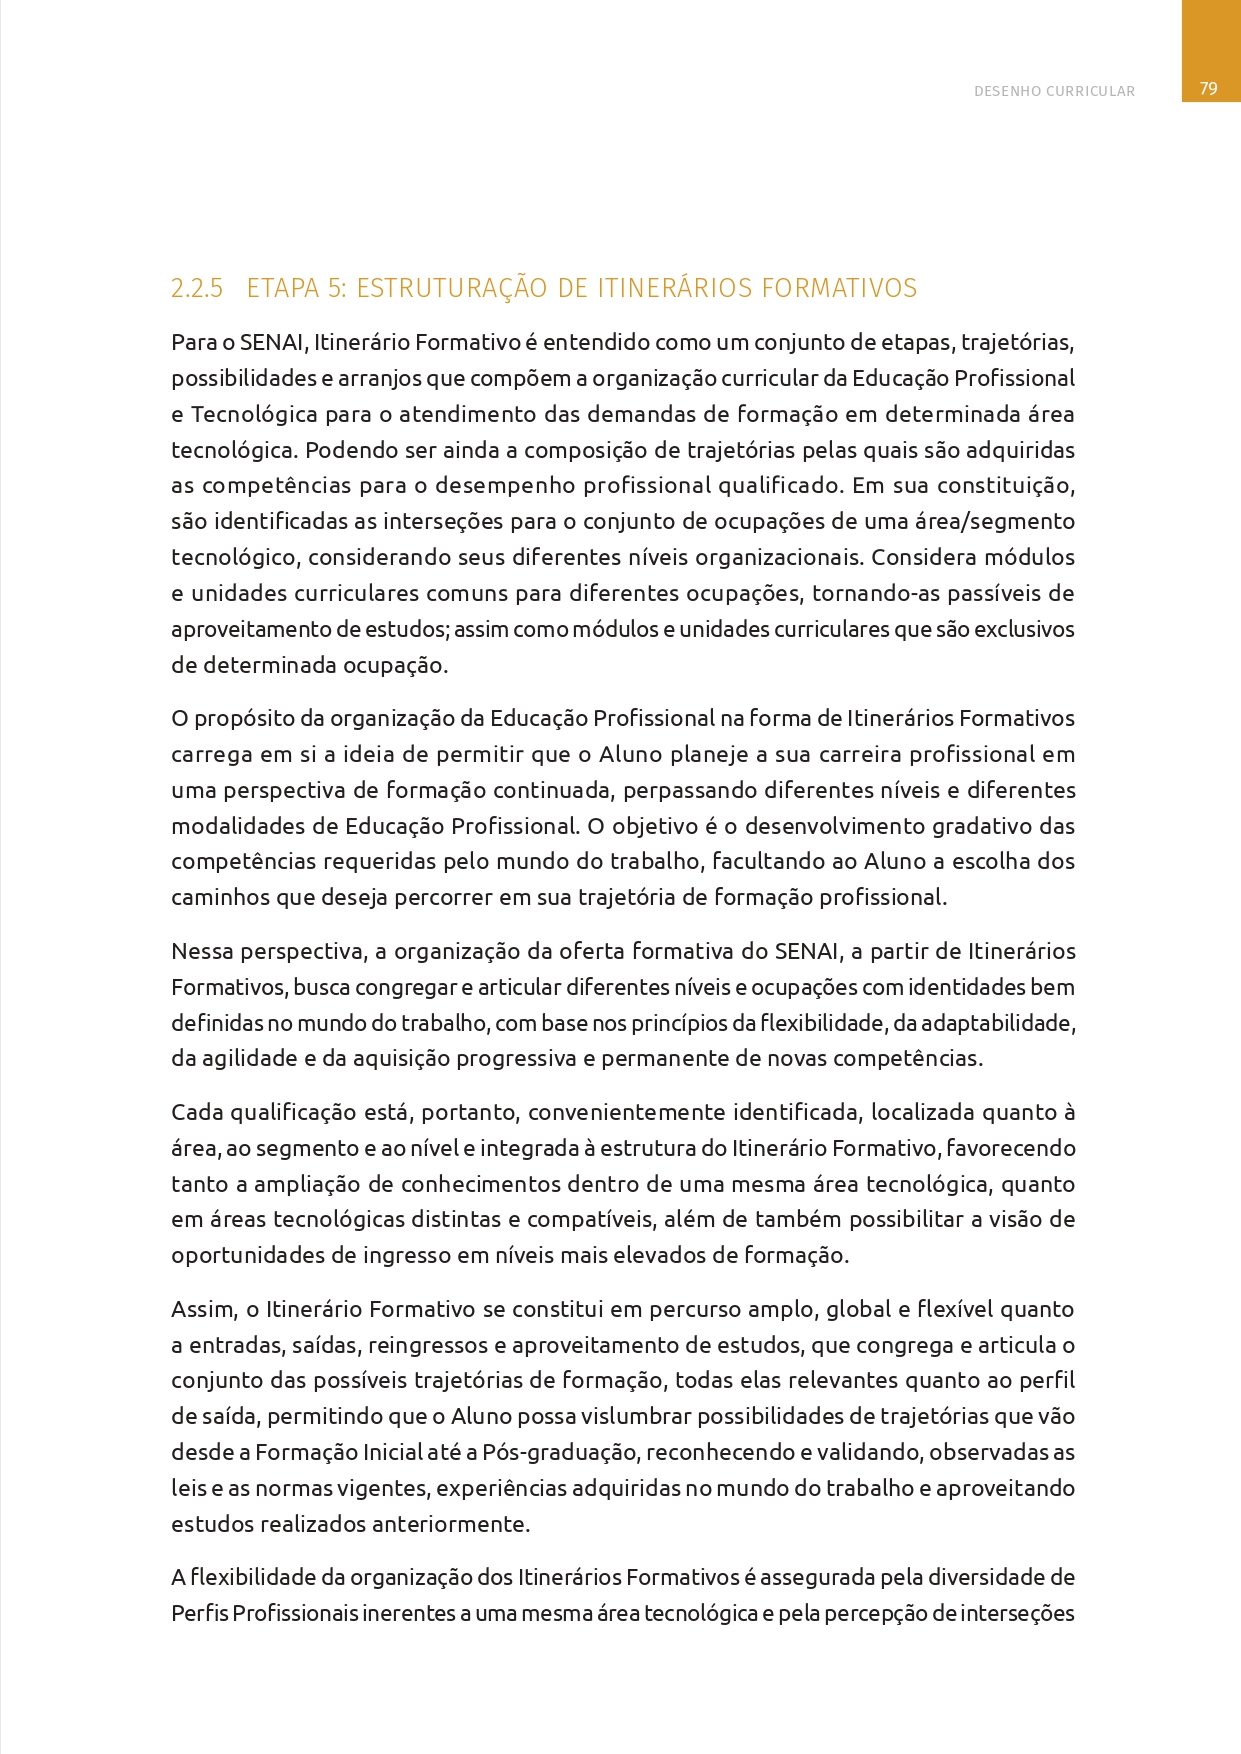 DESENHO CURRICULAR
79
2.2.5 ETAPA 5: ESTRUTURAÇÃO DE ITINERÁRIOS FORMATIVOS
Para o SENAI, Itinerário Formativo é entendido como um conjunto de etapas, trajetórias,
possibilidades e arranjos que compõem a organização curricular da Educação Profissional
e Tecnológica para o atendimento das demandas de formação em determinada área
tecnológica. Podendo ser ainda a composição de trajetórias pelas quais são adquiridas
as competências para o desempenho profissional qualificado. Em sua constituição,
são identificadas as interseções para o conjunto de ocupações de uma área/segmento
tecnológico, considerando seus diferentes níveis organizacionais. Considera módulos
e unidades curriculares comuns para diferentes ocupações, tornando-as passíveis de
aproveitamento de estudos; assim como módulos e unidades curriculares que são exclusivos
de determinada ocupação.
O propósito da organização da Educação Profissional na forma de Itinerários Formativos
carrega em si a ideia de permitir que o Aluno planeje a sua carreira profissional em
uma perspectiva de formação continuada, perpassando diferentes níveis e diferentes
modalidades de Educação Profissional. O objetivo é o desenvolvimento gradativo das
competências requeridas pelo mundo do trabalho, facultando ao Aluno a escolha dos
caminhos que deseja percorrer em sua trajetória de formação profissional.
Nessa perspectiva, a organização da oferta formativa do SENAI, a partir de Itinerários
Formativos, busca congregar e articular diferentes níveis e ocupações com identidades bem
definidas no mundo do trabalho, com base nos princípios da flexibilidade, da adaptabilidade,
da agilidade e da aquisição progressiva e permanente de novas competências.
Cada qualificação está, portanto, convenientemente identificada, localizada quanto à
área, ao segmento e ao nível e integrada à estrutura do Itinerário Formativo, favorecendo
tanto a ampliação de conhecimentos dentro de uma mesma área tecnológica, quanto
em áreas tecnológicas distintas e compatíveis, além de também possibilitar a visão de
oportunidades de ingresso em níveis mais elevados de formação.
Assim, o Itinerário Formativo se constitui em percurso amplo, global e flexível quanto
a entradas, saídas, reingressos e aproveitamento de estudos, que congrega e articula o
conjunto das possíveis trajetórias de formação, todas elas relevantes quanto ao perfil
de saída, permitindo que o Aluno possa vislumbrar possibilidades de trajetórias que vão
desde a Formação Inicial até a Pós-graduação, reconhecendo e validando, observadas as
leis e as normas vigentes, experiências adquiridas no mundo do trabalho e aproveitando
estudos realizados anteriormente.
A flexibilidade da organização dos Itinerários Formativos é assegurada pela diversidade de
Perfis Profissionais inerentes a uma mesma área tecnológica e pela percepção de interseções